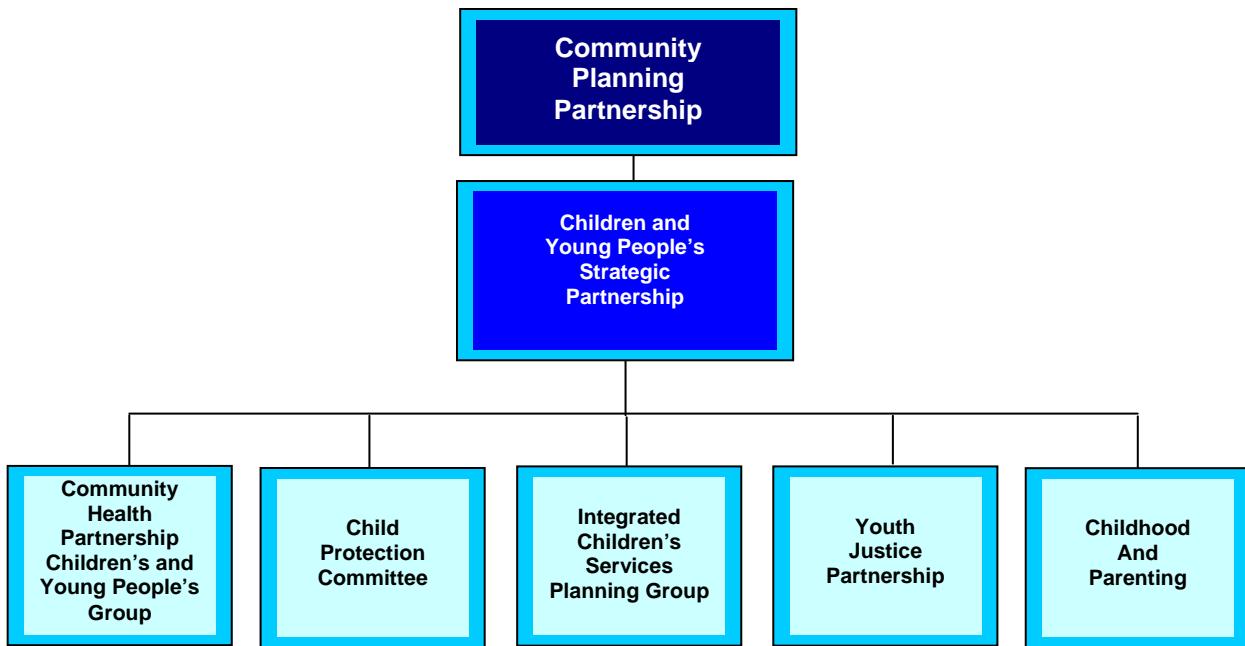 Community
Planning
Partnership
Children and
Young People’s
Strategic
Partnership
Community
Health
Partnership
Children’s and
Young People’s
Group
Child
Protection
Committee
Integrated
Children’s
Services
Planning Group
Youth
Justice
Partnership
Childhood
And
Parenting